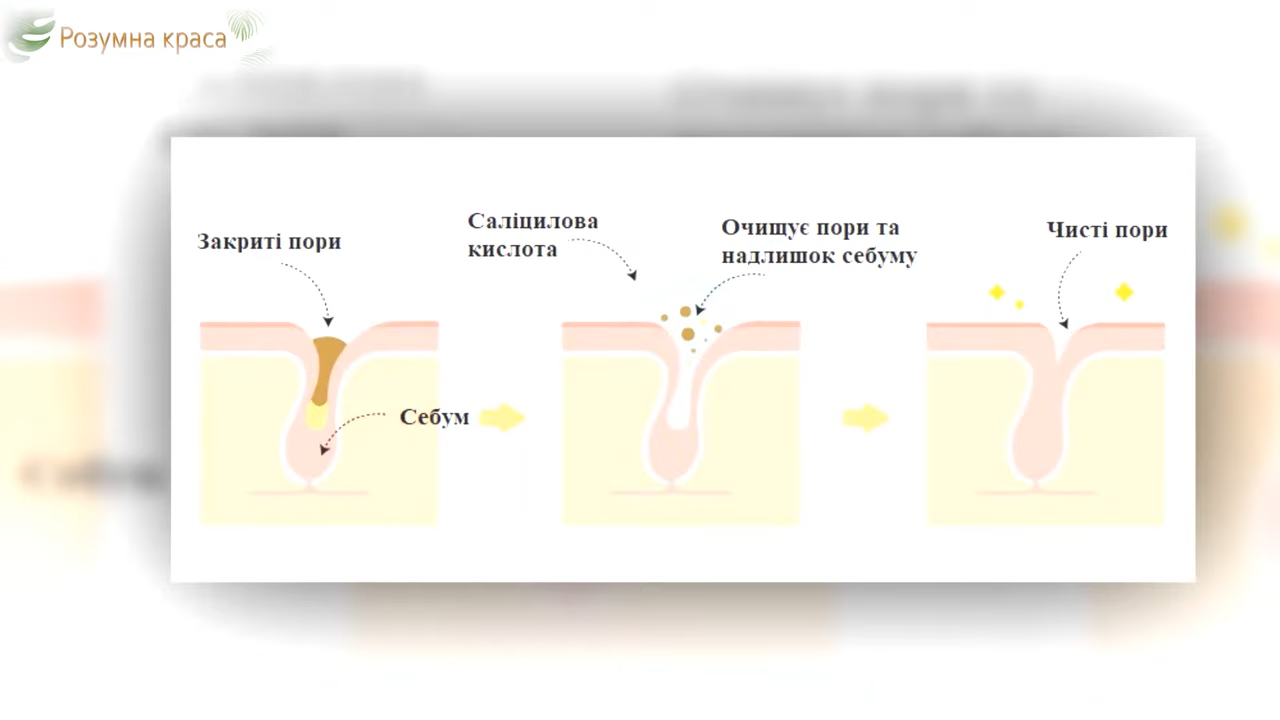 Розумна краса
Закриті пори
Саліцилова
кислота
Очищує пори та
надлишок себуму
Чисті пори
Себум